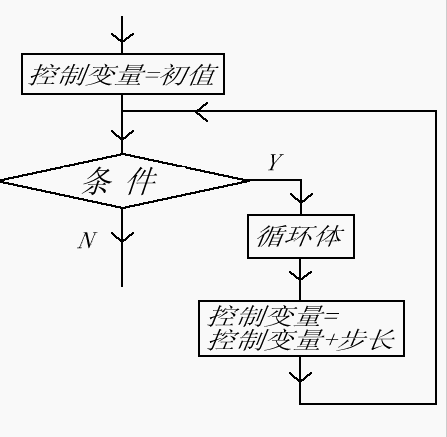 控制变量=初值
条 件
Y
N
循环体
控制变量=
控制变量+步长